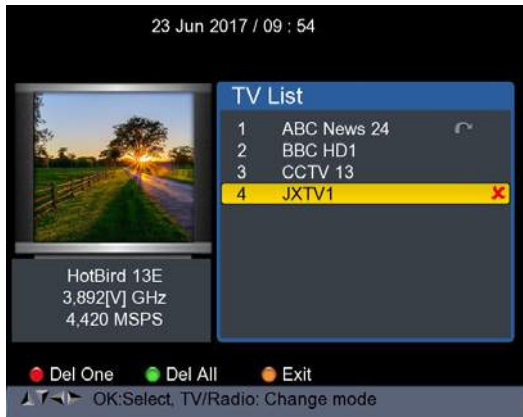 23 Jun 2017 / 09 : 54
TV List
1 ABC News 24
2 BBC HD1
3 CCTV 13
4 JXTV1
HotBird 13E
3,892[V] GHz
4,420 MSPS
Del One Del All Exit
OK:Select, TV/Radio: Change mode